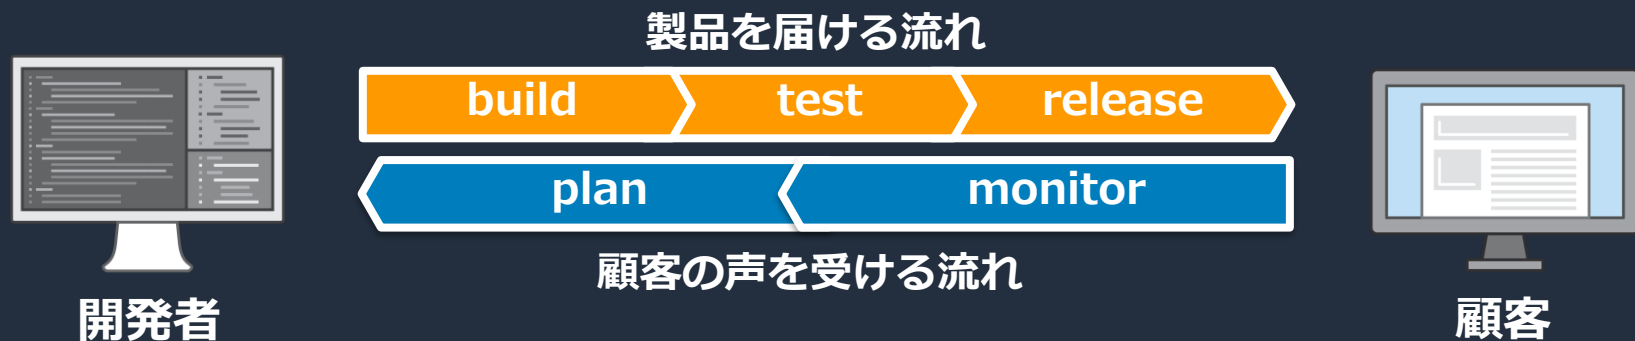 製品を届ける流れ
build test release
plan monitor
顧客の声を受ける流れ
開発者
顧客